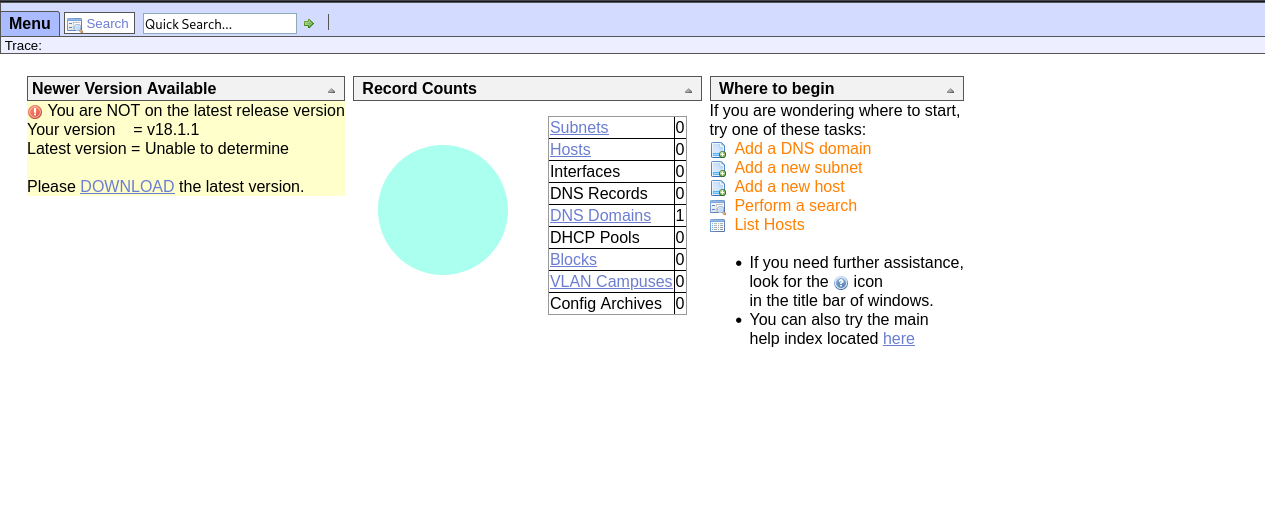 Menu Search Quick Search...
Trace:
Newer Version Available
You are NOT on the latest release version
Your version = v18.1.1
Latest version = Unable to determine
Please DOWNLOAD the latest version.
Record Counts
Subnets 0
Hosts 0
Interfaces 0
DNS Records 0
DNS Domains 1
DHCP Pools 0
Blocks 0
VLAN Campuses 0
Config Archives 0
Where to begin
If you are wondering where to start,
try one of these tasks:
Add a DNS domain
Add a new subnet
Add a new host
Perform a search
List Hosts
• If you need further assistance,
look for the ? icon
in the title bar of windows.
• You can also try the main
help index located here